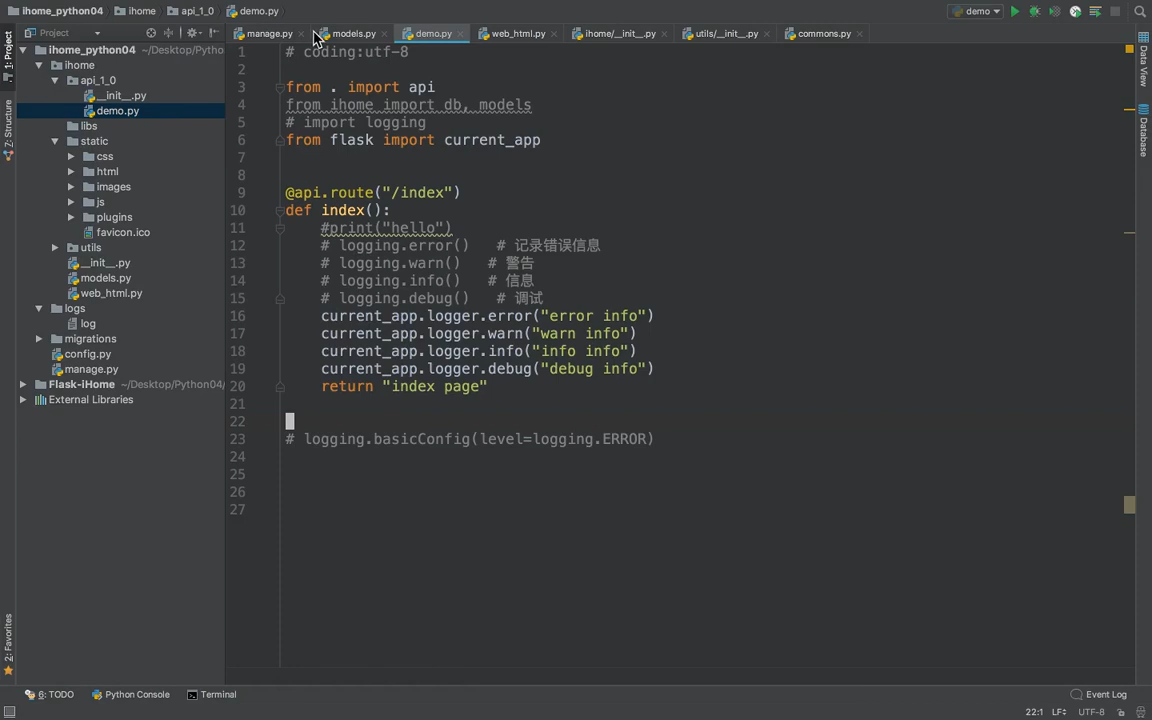 ihome_python04 ihome api_1_0 demo.py demo
Project manage.py models.py demo.py web_html.py ihome/__init__.py utils/__init__.py commons.py
1: Project
Z: Structure
2: Favorites
Data View
Database
ihome_python04 ~/Desktop/Pytho
ihome
api_1_0
__init__.py
demo.py
libs
static
css
html
images
js
plugins
favicon.ico
utils
__init__.py
models.py
web_html.py
logs
log
migrations
config.py
manage.py
Flask-iHome ~/Desktop/Python04/
External Libraries
1 # coding:utf-8
2
3 from . import api
4 from ihome import db, models
5 # import logging
6 from flask import current_app
7
8
9 @api.route("/index")
10 def index():
11 #print("hello")
12 # logging.error() # 记录错误信息
13 # logging.warn() # 警告
14 # logging.info() # 信息
15 # logging.debug() # 调试
16 current_app.logger.error("error info")
17 current_app.logger.warn("warn info")
18 current_app.logger.info("info info")
19 current_app.logger.debug("debug info")
20 return "index page"
21
22
23 # logging.basicConfig(level=logging.ERROR)
24
25
26
27
6: TODO Python Console Terminal Event Log
22:1 LF UTF-8